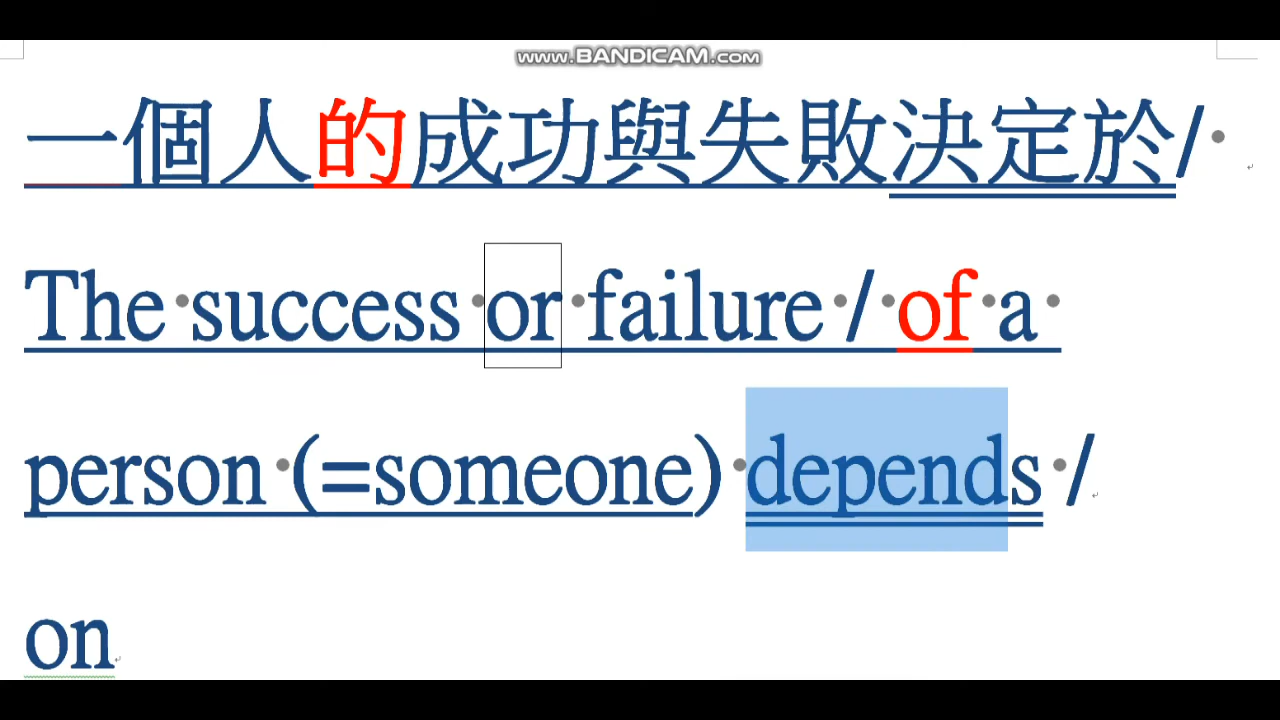 www.BANDICAM.com
一個人的成功與失敗決定於/
The success or failure / of a
person (=someone) depends /
on